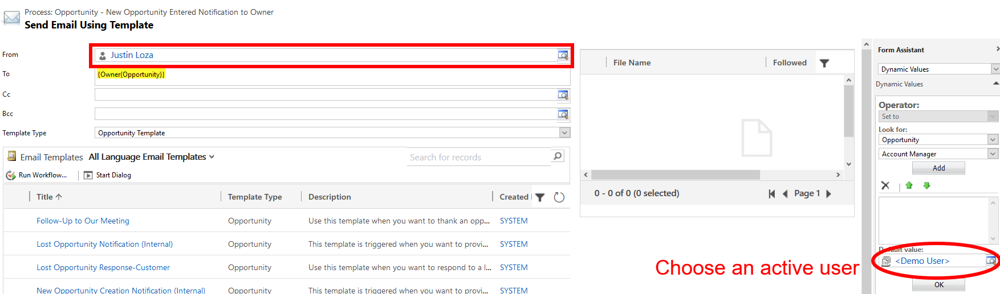 Process: Opportunity - New Opportunity Entered Notification to Owner
Send Email Using Template
From
Justin Loza
To
{Owner(Opportunity)}
Cc
Bcc
Template Type
Opportunity Template
Email Templates All Language Email Templates
Search for records
Run Workflow...
Start Dialog
Title Template Type Description Created
Follow-Up to Our Meeting Opportunity Use this template when you want to thank an opp... SYSTEM
Lost Opportunity Notification (Internal) Opportunity This template is triggered when you want to provi... SYSTEM
Lost Opportunity Response-Customer Opportunity Use this template when you want to respond to a l... SYSTEM
New Opportunity Creation Notification (Internal) Opportunity This template is triggered when you want to provi... SYSTEM
File Name Followed
0 - 0 of 0 (0 selected) Page 1
Choose an active user
Form Assistant
Dynamic Values
Dynamic Values
Operator:
Set to
Look for:
Opportunity
Account Manager
Add
Default value:
<Demo User>
OK